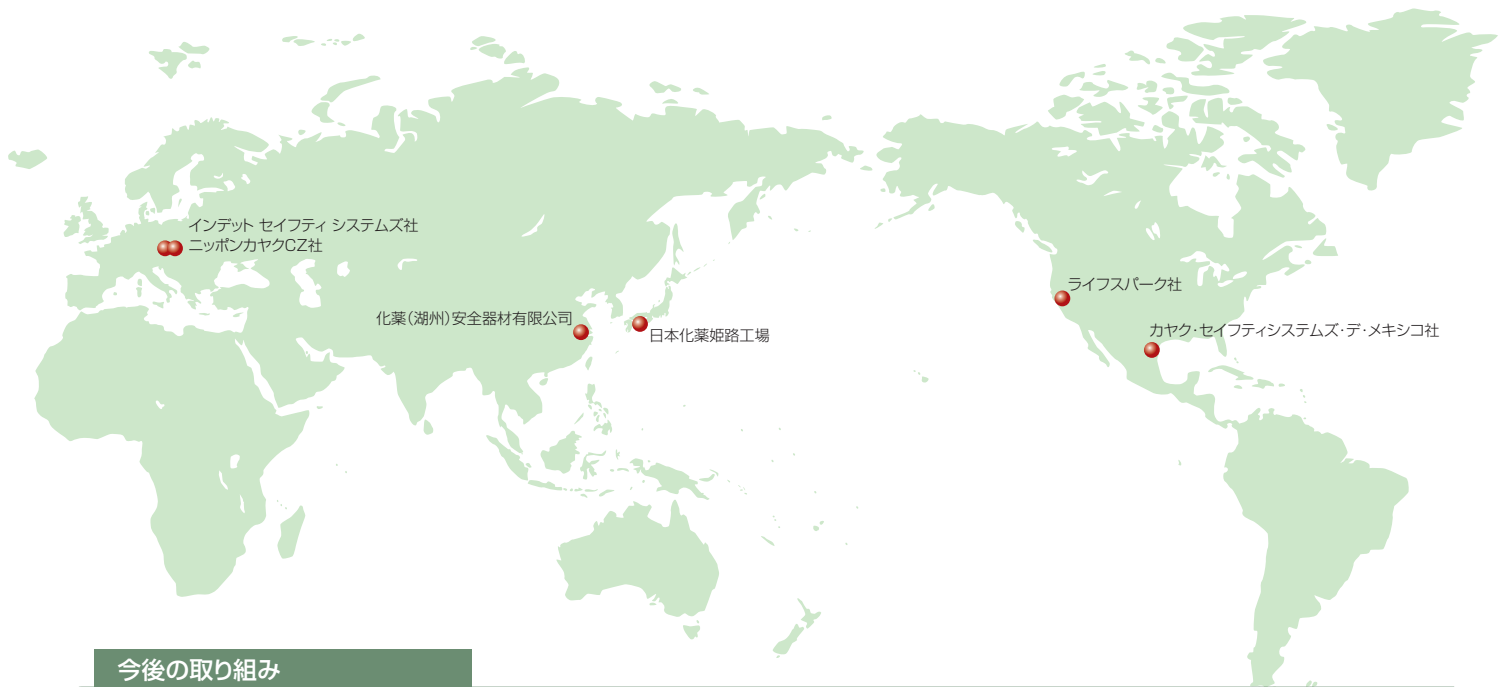 インデット セイフティ システムズ社
ニッポンカヤクCZ社
化薬(湖州)安全器材有限公司
日本化薬姫路工場
ライフスパーク社
カヤク・セイフティシステムズ・デ・メキシコ社
今後の取り組み